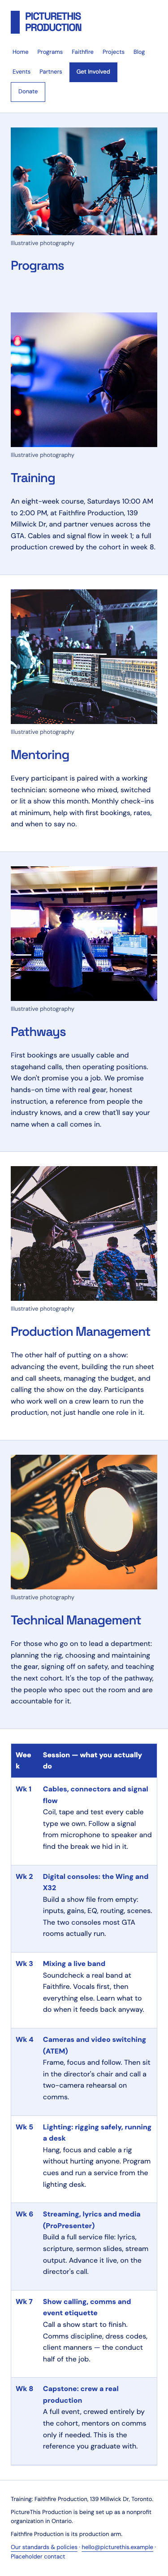 PICTURETHIS
PRODUCTION
Home Programs Faithfire Projects Blog
Events Partners Get Involved
Donate
Illustrative photography
Programs
Illustrative photography
Training
An eight-week course, Saturdays 10:00 AM
to 2:00 PM, at Faithfire Production, 139
Millwick Dr, and partner venues across the
GTA. Cables and signal flow in week 1; a full
production crewed by the cohort in week 8.
Illustrative photography
Mentoring
Every participant is paired with a working
technician: someone who mixed, switched
or lit a show this month. Monthly check-ins
at minimum, help with first bookings, rates,
and when to say no.
Illustrative photography
Pathways
First bookings are usually cable and
stagehand calls, then operating positions.
We don't promise you a job. We promise
hands-on time with real gear, honest
instruction, a reference from people the
industry knows, and a crew that'll say your
name when a call comes in.
Illustrative photography
Production Management
The other half of putting on a show:
advancing the event, building the run sheet
and call sheets, managing the budget, and
calling the show on the day. Participants
who work well on a crew learn to run the
production, not just handle one role in it.
Illustrative photography
Technical Management
For those who go on to lead a department:
planning the rig, choosing and maintaining
the gear, signing off on safety, and teaching
the next cohort. It's the top of the pathway,
the people who spec out the room and are
accountable for it.
Wee
k
Session — what you actually
do
Wk 1
Cables, connectors and signal
flow
Coil, tape and test every cable
type we own. Follow a signal
from microphone to speaker and
find the break we hid in it.
Wk 2
Digital consoles: the Wing and
X32
Build a show file from empty:
inputs, gains, EQ, routing, scenes.
The two consoles most GTA
rooms actually run.
Wk 3
Mixing a live band
Soundcheck a real band at
Faithfire. Vocals first, then
everything else. Learn what to
do when it feeds back anyway.
Wk 4
Cameras and video switching
(ATEM)
Frame, focus and follow. Then sit
in the director's chair and call a
two-camera rehearsal on
comms.
Wk 5
Lighting: rigging safely, running
a desk
Hang, focus and cable a rig
without hurting anyone. Program
cues and run a service from the
lighting desk.
Wk 6
Streaming, lyrics and media
(ProPresenter)
Build a full service file: lyrics,
scripture, sermon slides, stream
output. Advance it live, on the
director's call.
Wk 7
Show calling, comms and
event etiquette
Call a show start to finish.
Comms discipline, dress codes,
client manners — the conduct
half of the job.
Wk 8
Capstone: crew a real
production
A full event, crewed entirely by
the cohort, mentors on comms
only if needed. This is the
reference you graduate with.
Training: Faithfire Production, 139 Millwick Dr, Toronto.
PictureThis Production is being set up as a nonprofit
organization in Ontario.
Faithfire Production is its production arm.
Our standards & policies · hello@picturethis.example ·
Placeholder contact